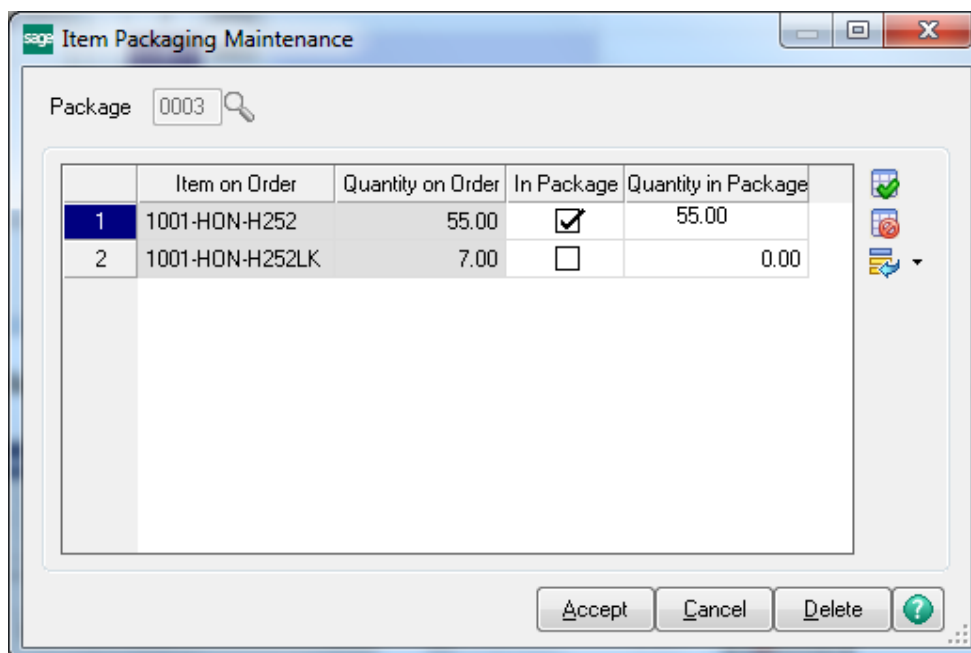 sage Item Packaging Maintenance
Package 0003
Item on Order Quantity on Order In Package Quantity in Package
1 1001-HON-H252 55.00 55.00
2 1001-HON-H252LK 7.00 0.00
Accept Cancel Delete ?